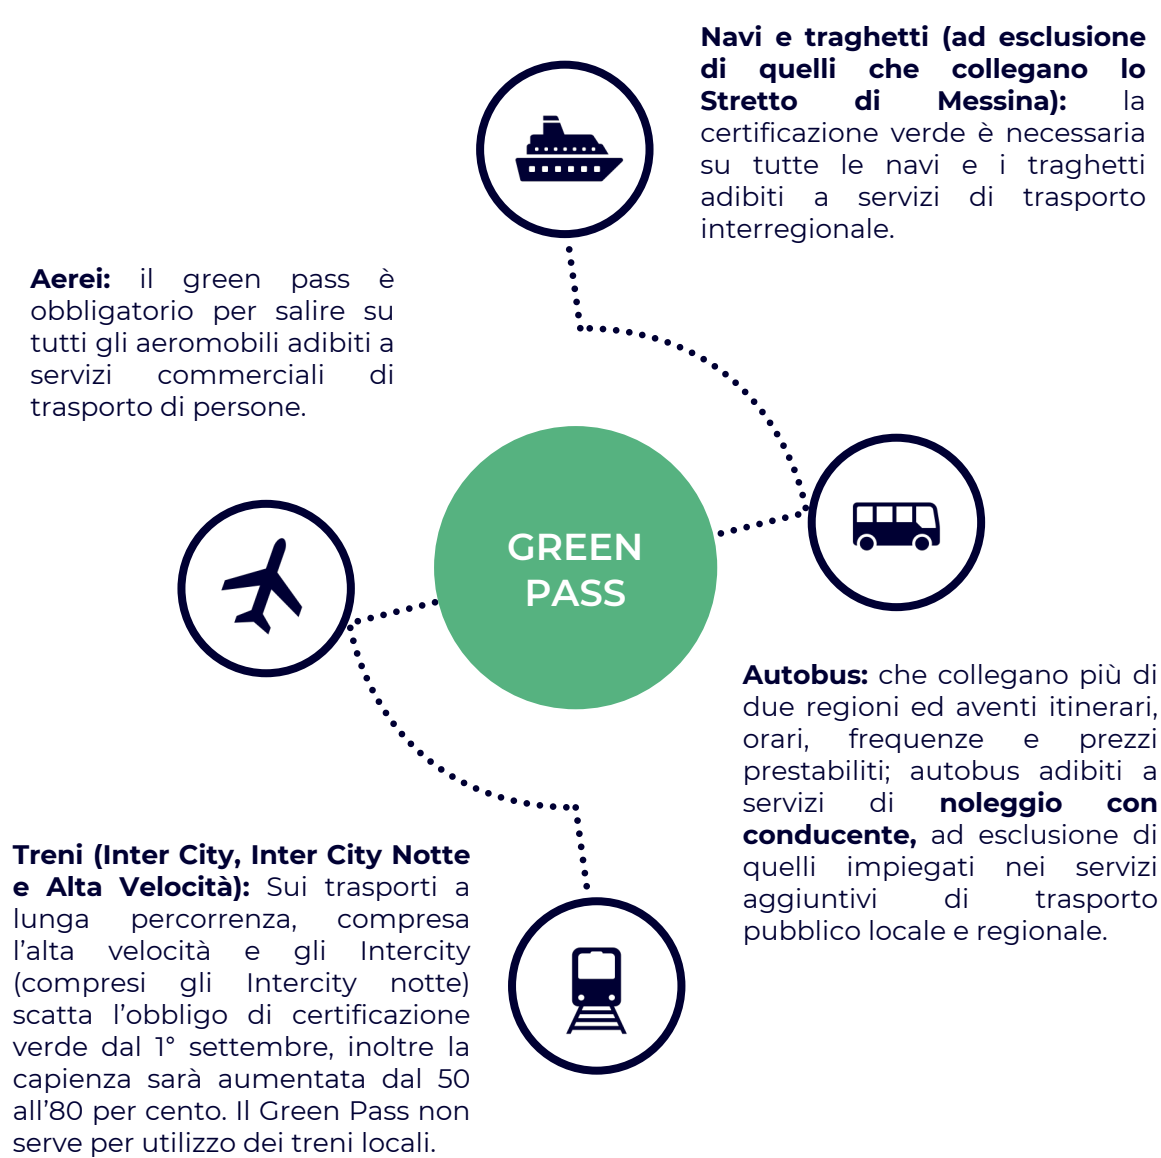 Navi e traghetti (ad esclusione
di quelli che collegano lo
Stretto di Messina): la
certificazione verde è necessaria
su tutte le navi e i traghetti
adibiti a servizi di trasporto
interregionale.
Aerei: il green pass è
obbligatorio per salire su
tutti gli aeromobili adibiti a
servizi commerciali di
trasporto di persone.
GREEN
PASS
Autobus: che collegano più di
due regioni ed aventi itinerari,
orari, frequenze e prezzi
prestabiliti; autobus adibiti a
servizi di noleggio con
conducente, ad esclusione di
quelli impiegati nei servizi
aggiuntivi di trasporto
pubblico locale e regionale.
Treni (Inter City, Inter City Notte
e Alta Velocità): Sui trasporti a
lunga percorrenza, compresa
l’alta velocità e gli Intercity
(compresi gli Intercity notte)
scatta l’obbligo di certificazione
verde dal 1° settembre, inoltre la
capienza sarà aumentata dal 50
all’80 per cento. Il Green Pass non
serve per utilizzo dei treni locali.